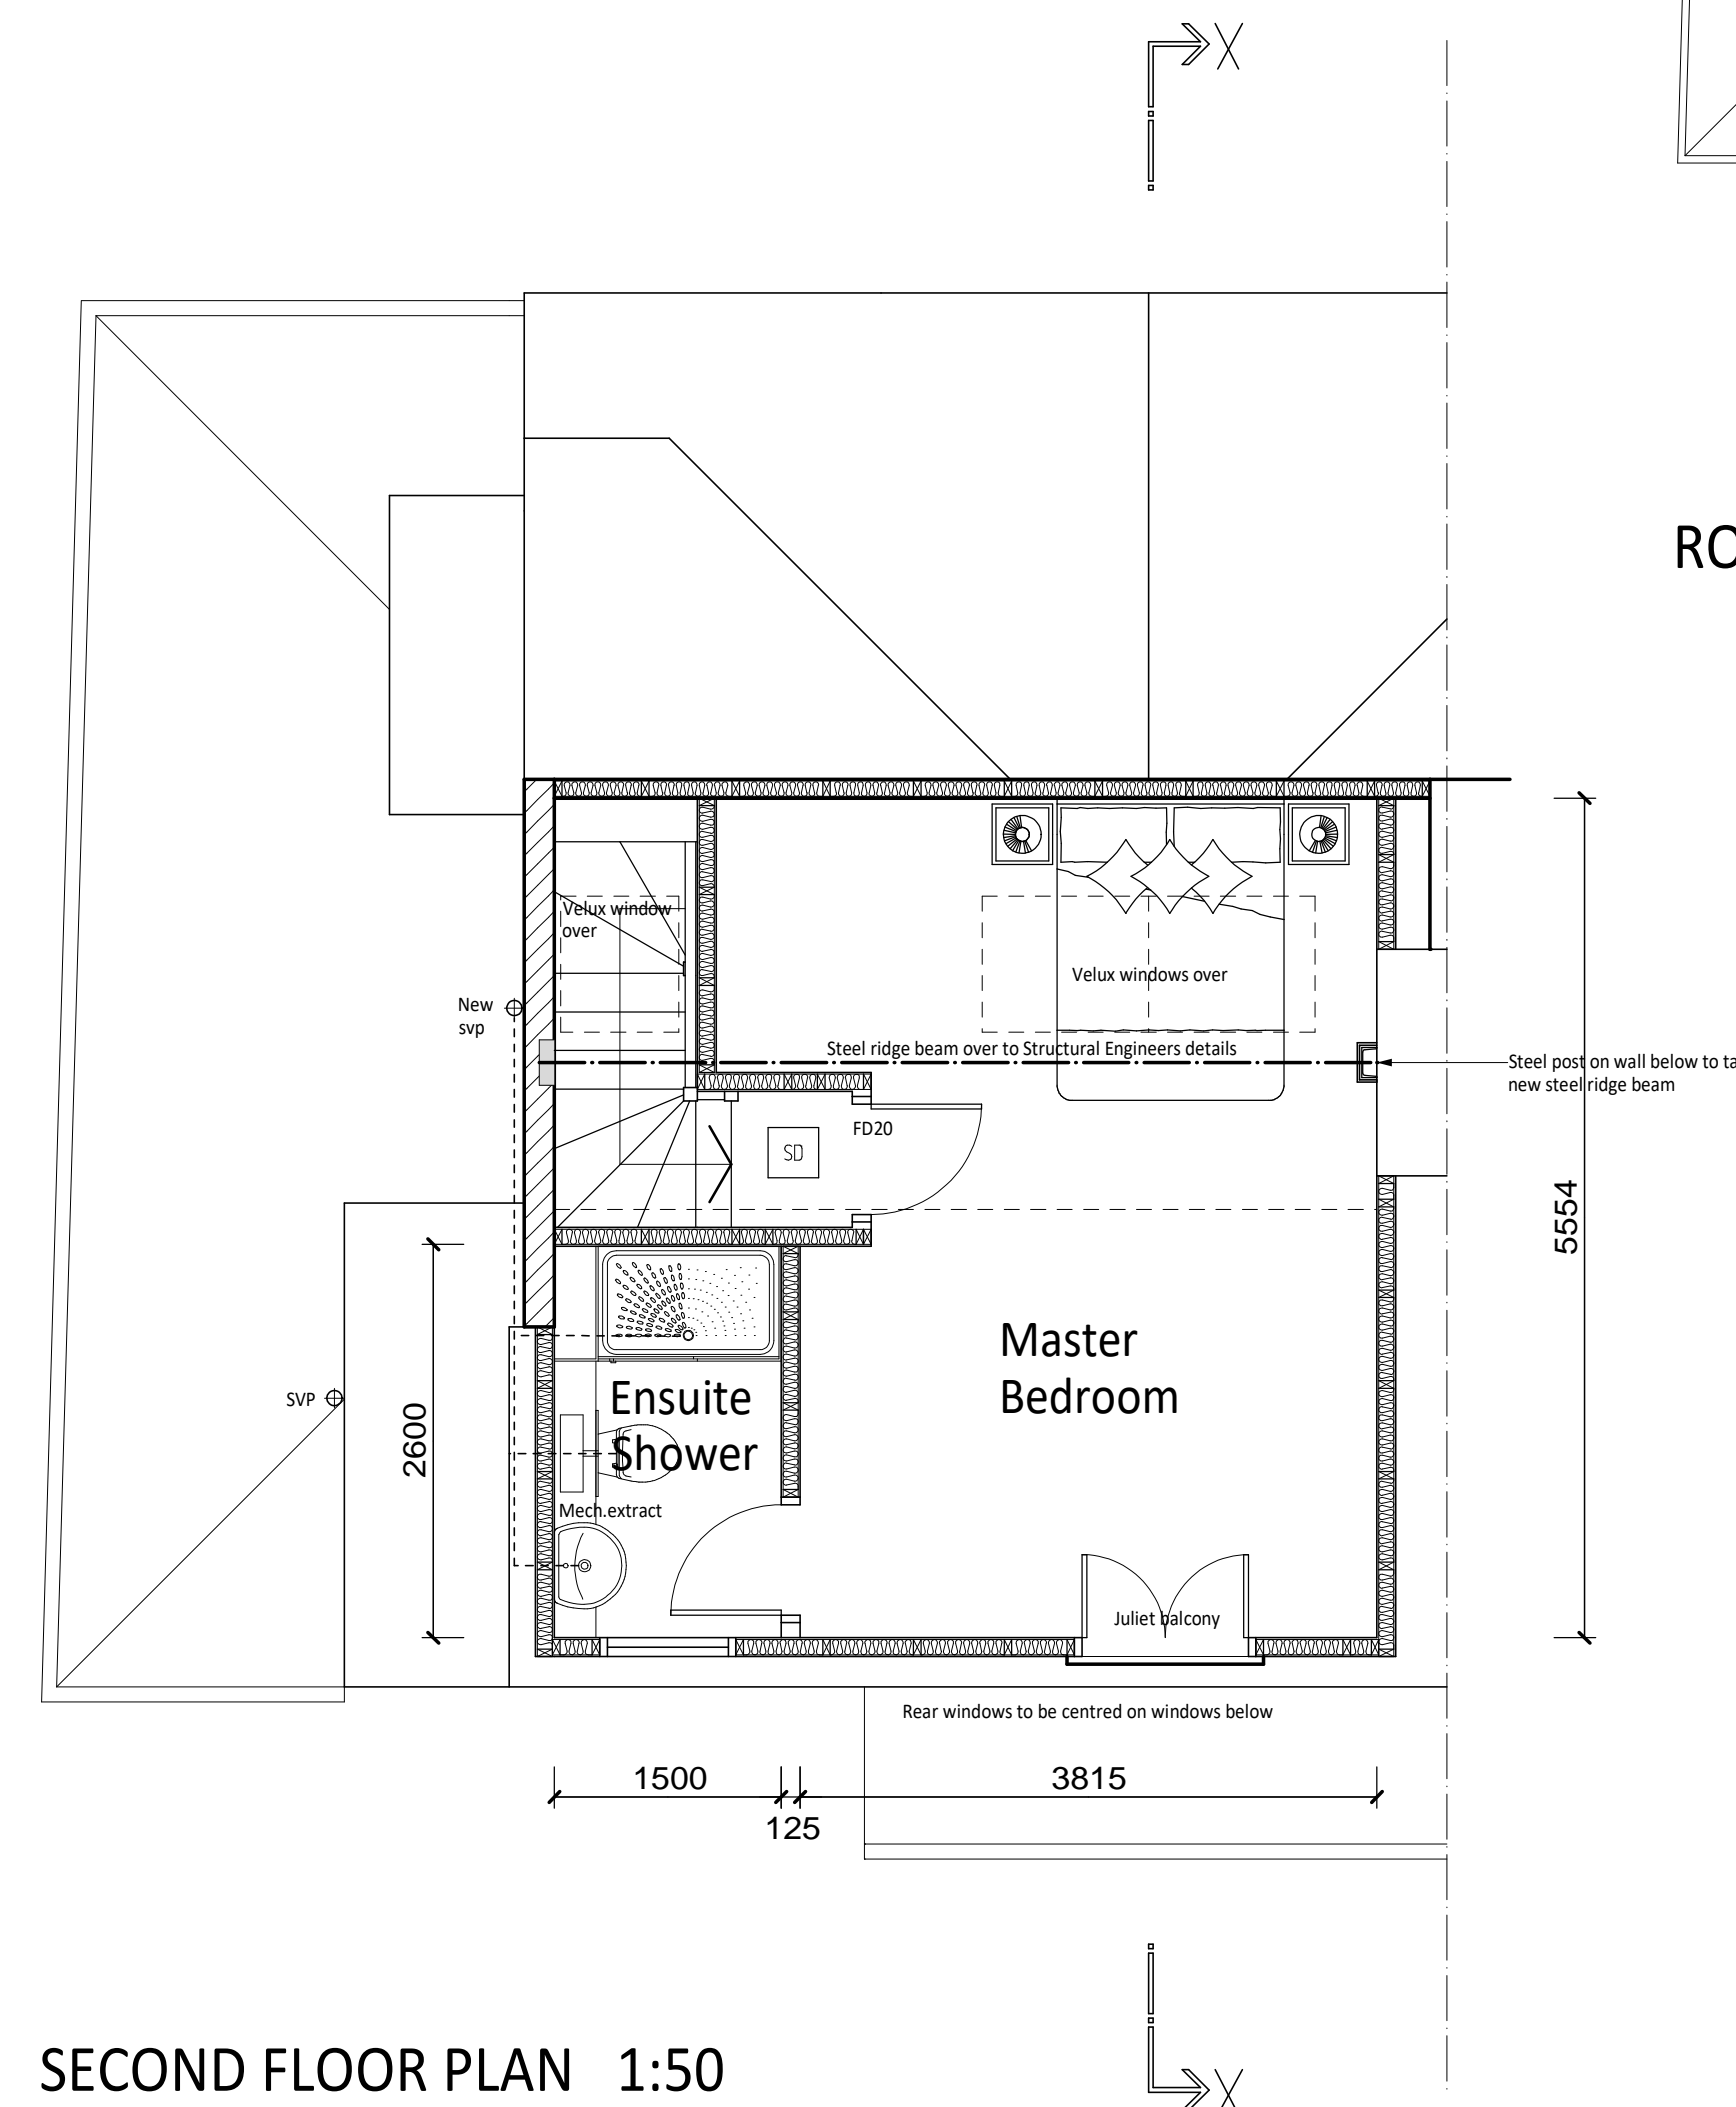 X
RO
Velux window
over
Velux windows over
New
svp
Steel ridge beam over to Structural Engineers details
Steel post on wall below to ta
new steel ridge beam
FD20
SD
5554
Master
Bedroom
Ensuite
Shower
SVP
2600
Mech.extract
Juliet balcony
Rear windows to be centred on windows below
1500
3815
125
SECOND FLOOR PLAN 1:50
X